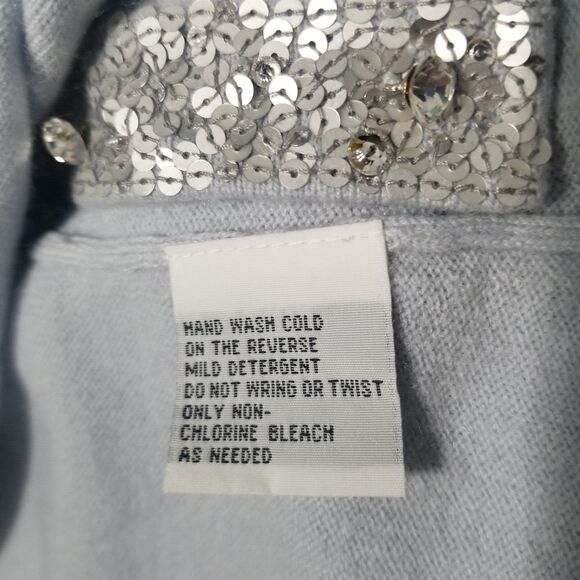 HAND WASH COLD
ON THE REVERSE
MILD DETERGENT
DO NOT WRING OR TWIST
ONLY NON-
CHLORINE BLEACH
AS NEEDED